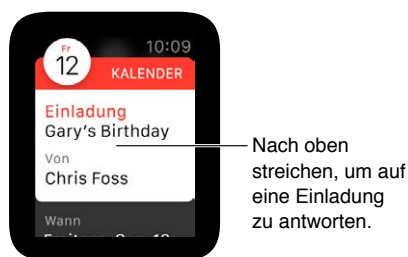 Fr
12
10:09
KALENDER
Einladung
Gary's Birthday
Von
Chris Foss
Wann
Nach oben
streichen, um auf
eine Einladung
zu antworten.